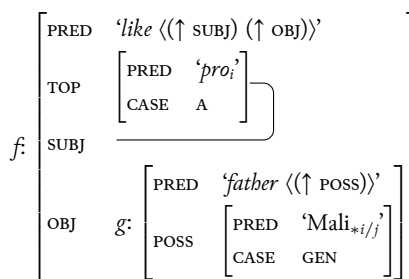 PRED ‘like ⟨(↑ SUBJ) (↑ OBJ)⟩’
TOP
PRED ‘proᵢ’
CASE A
f: SUBJ
OBJ g:
PRED ‘father ⟨(↑ POSS)⟩’
POSS
PRED ‘Mali*i/j’
CASE GEN